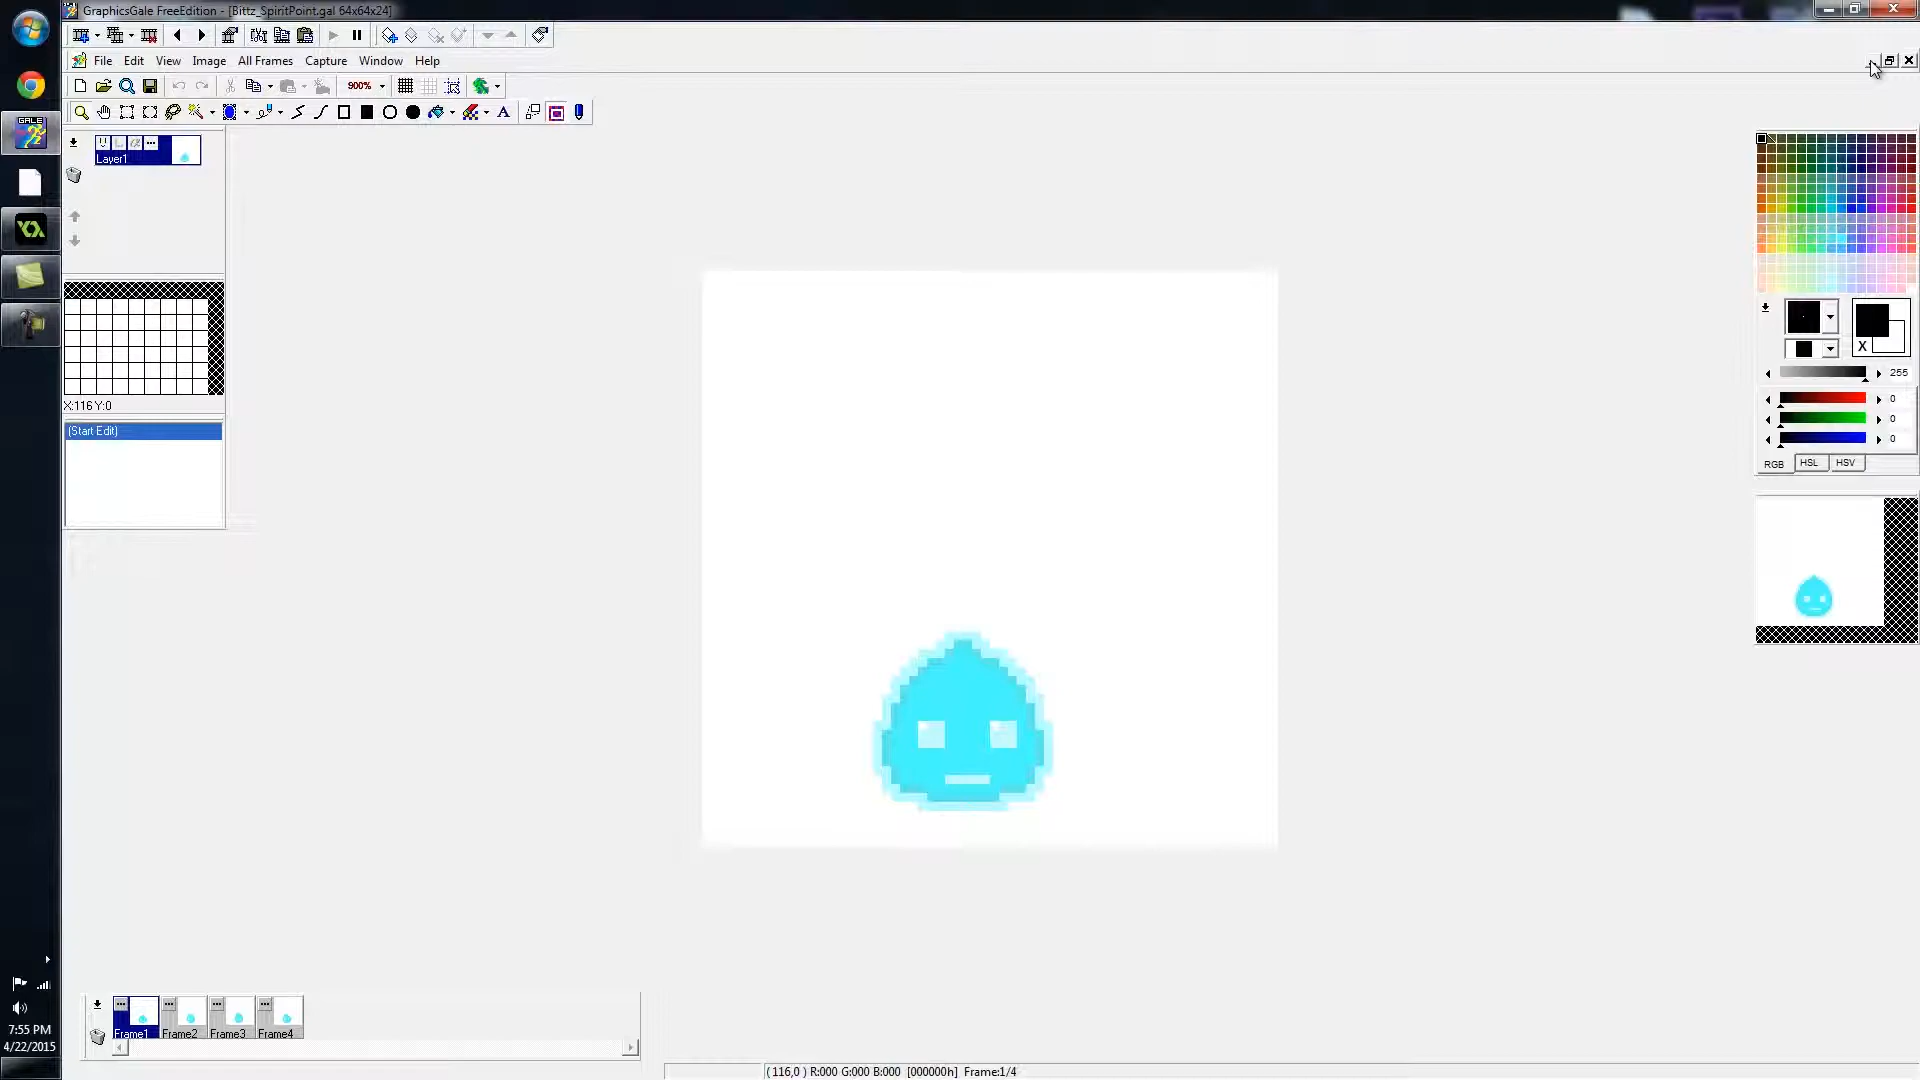 GraphicsGale FreeEdition - [Bittz_SpiritPoint.gal 64x64x24]
File Edit View Image All Frames Capture Window Help
900%
A
GALE
Layer1
X:116 Y:0
(Start Edit)
X
255
0
0
0
RGB HSL HSV
Frame1 Frame2 Frame3 Frame4
7:55 PM
4/22/2015
( 116,0 ) R:000 G:000 B:000 [000000h] Frame:1/4